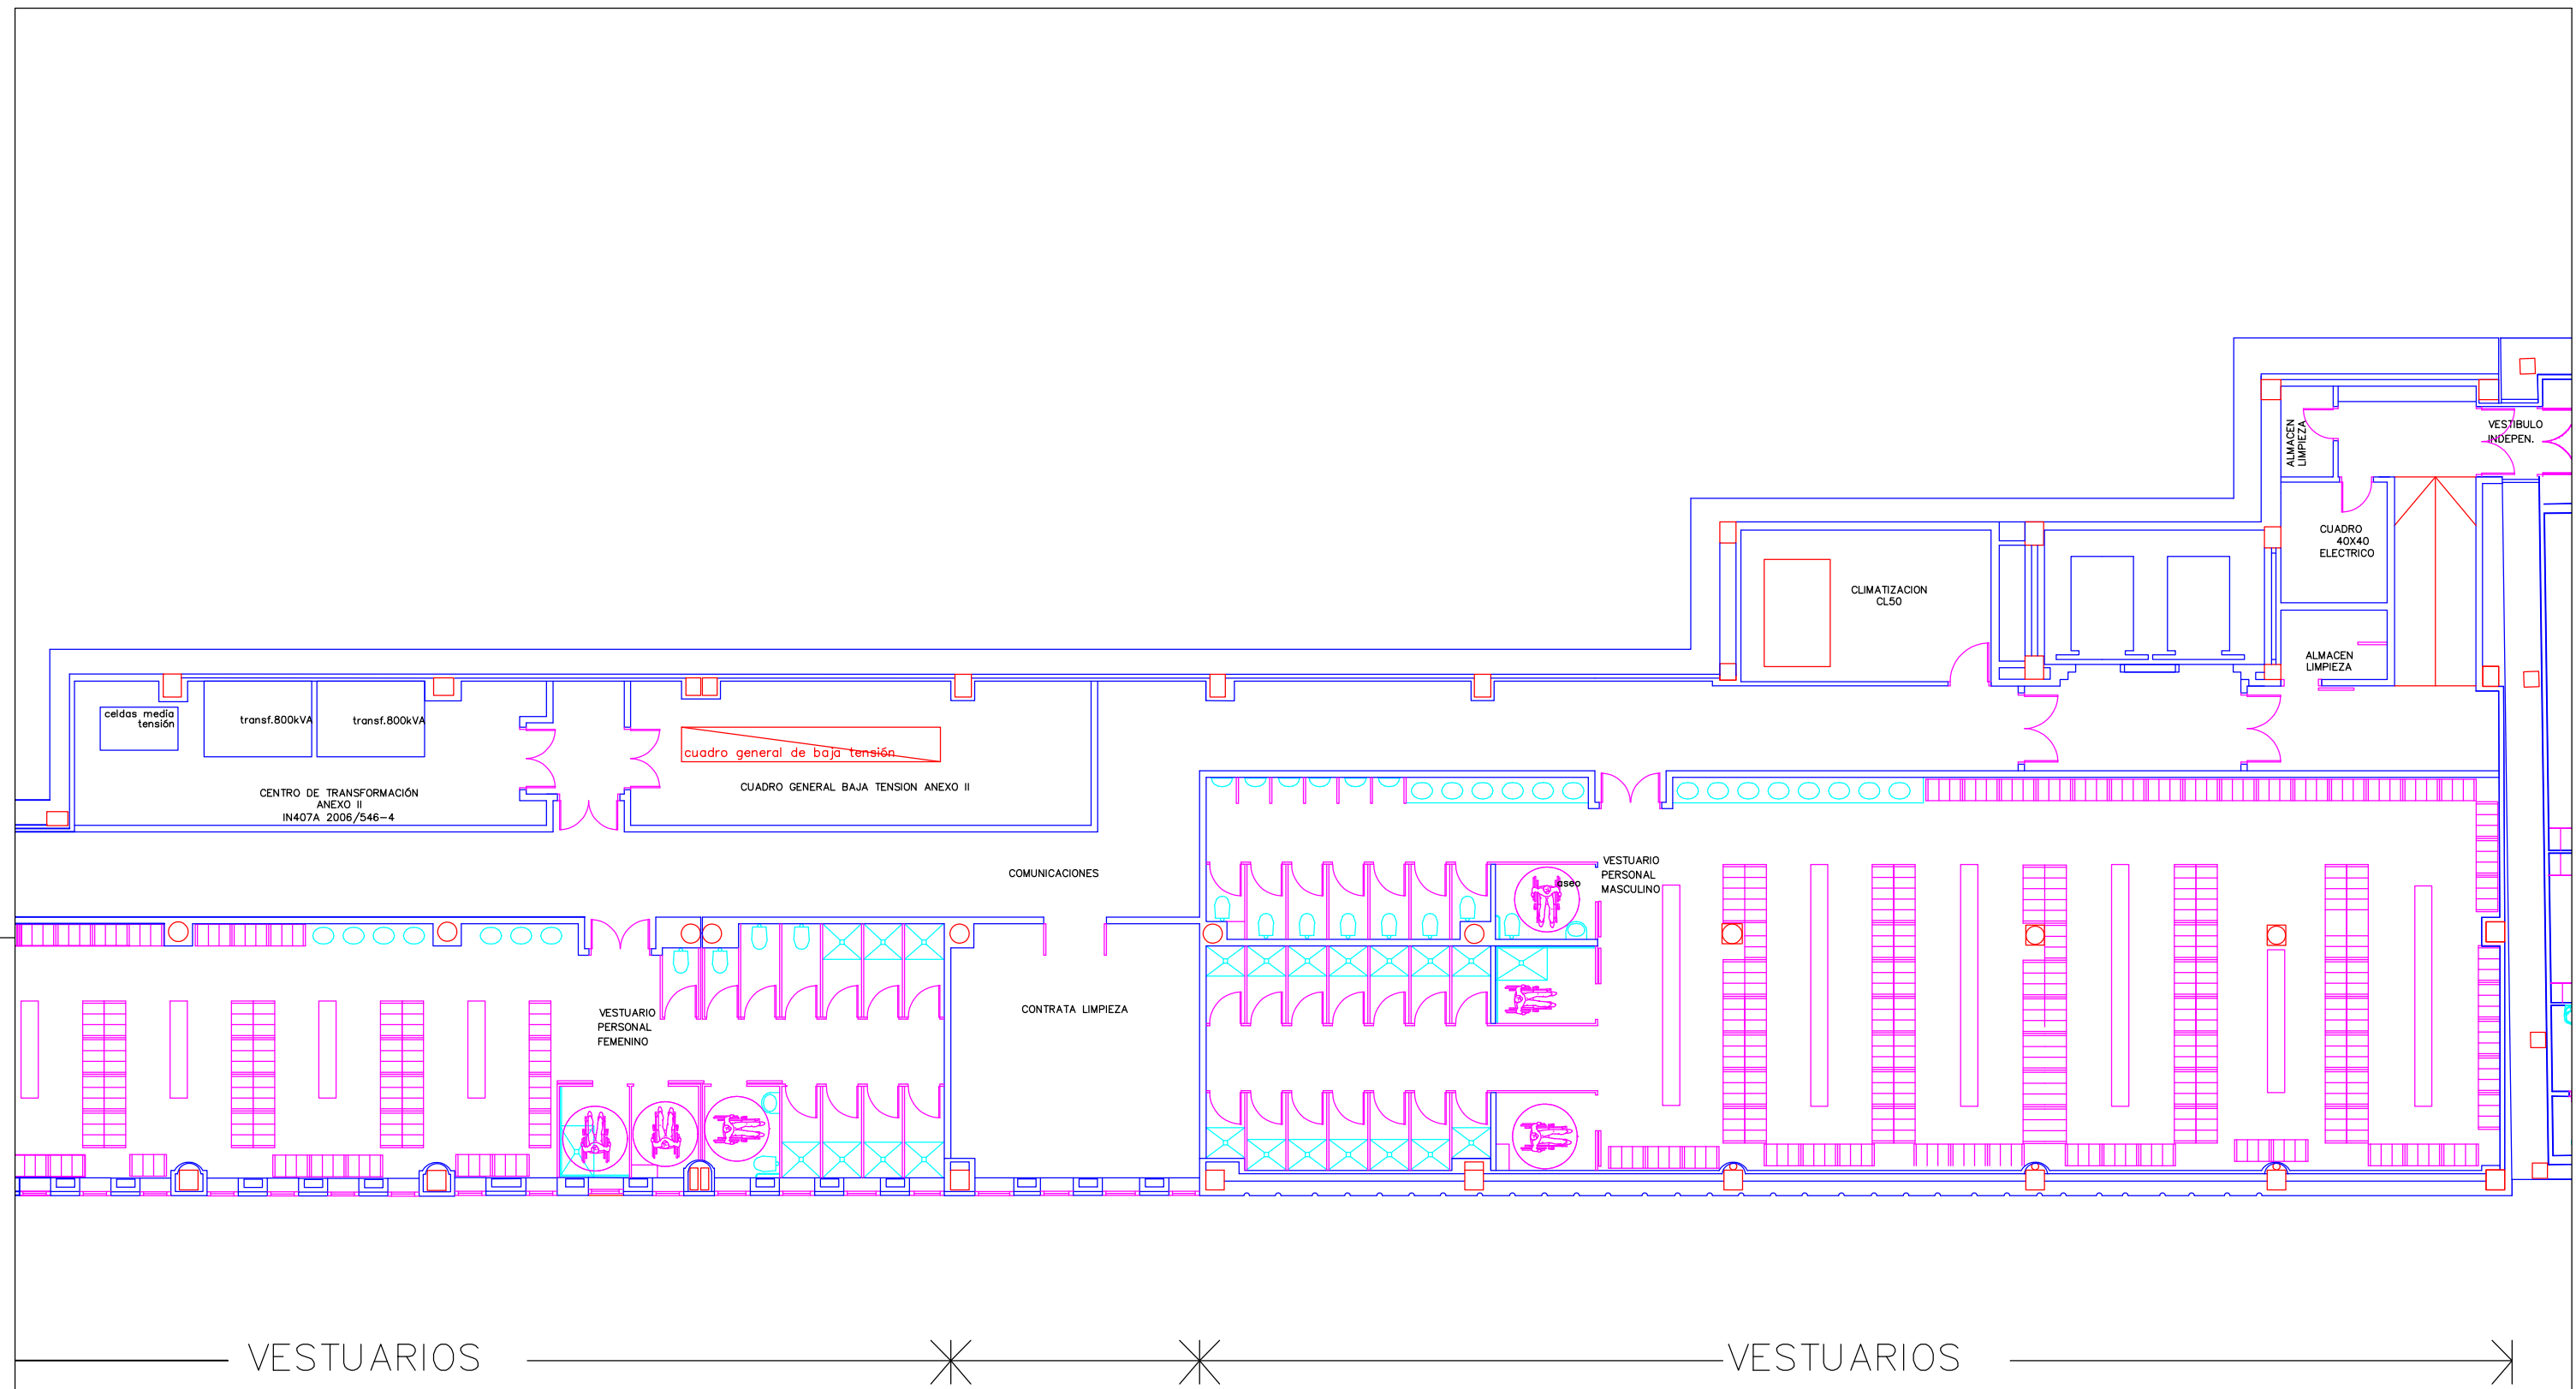 ALMACEN
LIMPIEZA
VESTIBULO
INDEPEN.
CUADRO
40X40
ELECTRICO
CLIMATIZACION
CL50
ALMACEN
LIMPIEZA
celdas media
tensión
transf.800kVA
transf.800kVA
cuadro general de baja tensión
CENTRO DE TRANSFORMACIÓN
ANEXO II
IN407A 2006/546-4
CUADRO GENERAL BAJA TENSION ANEXO II
COMUNICACIONES
aseo
VESTUARIO
PERSONAL
MASCULINO
VESTUARIO
PERSONAL
FEMENINO
CONTRATA LIMPIEZA
VESTUARIOS
VESTUARIOS